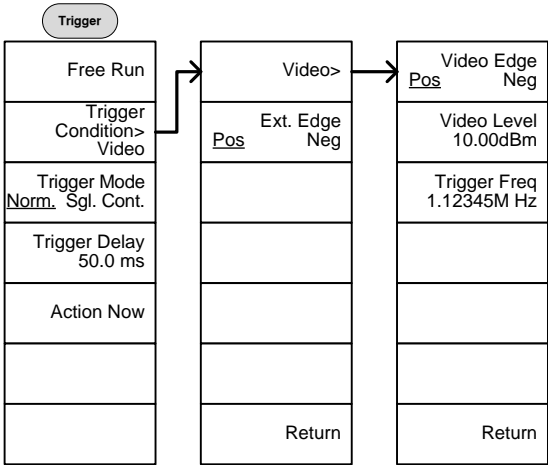 Trigger
Free Run
Trigger
Condition>
Video
Trigger Mode
Norm. Sgl. Cont.
Trigger Delay
50.0 ms
Action Now
Video>
Ext. Edge
Pos Neg
Return
Video Edge
Pos Neg
Video Level
10.00dBm
Trigger Freq
1.12345M Hz
Return